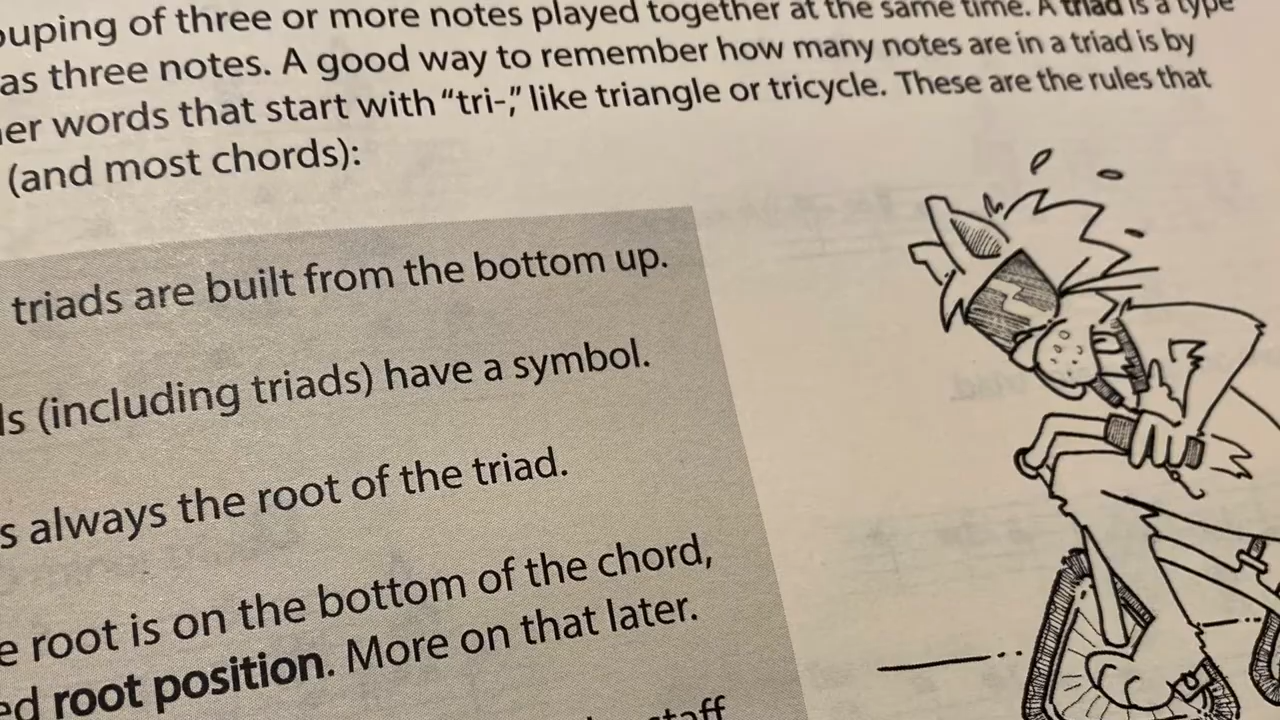 ouping of three or more notes played together at the same time. A triad is a type
as three notes. A good way to remember how many notes are in a triad is by
er words that start with “tri-,” like triangle or tricycle. These are the rules that
(and most chords):
triads are built from the bottom up.
ls (including triads) have a symbol.
s always the root of the triad.
e root is on the bottom of the chord,
ed root position. More on that later.
staff